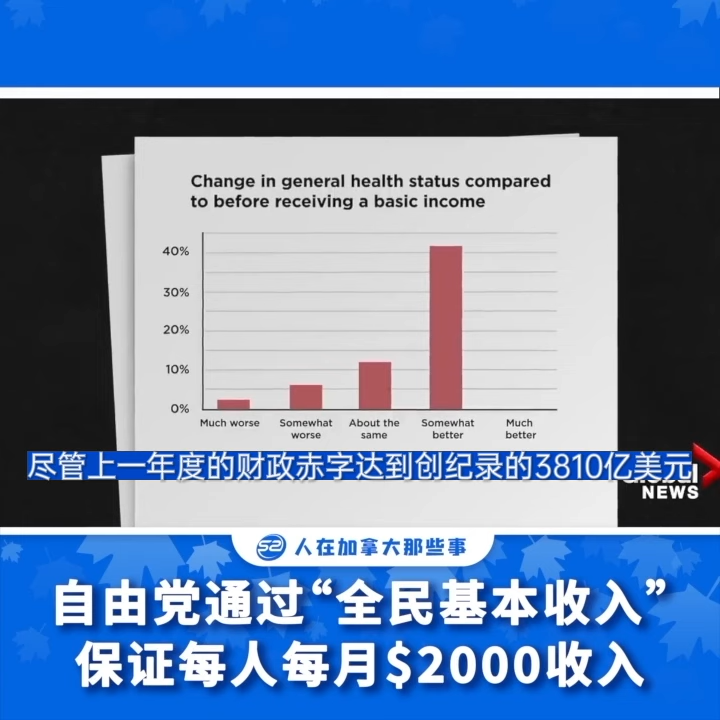 Change in general health status compared
to before receiving a basic income
40%
30%
20%
10%
0%
Much worse
Somewhat
worse
About the
same
Somewhat
better
Much
better
尽管上一年度的财政赤字达到创纪录的3810亿美元
Global
NEWS
52 人在加拿大那些事
自由党通过“全民基本收入”
保证每人每月$2000收入